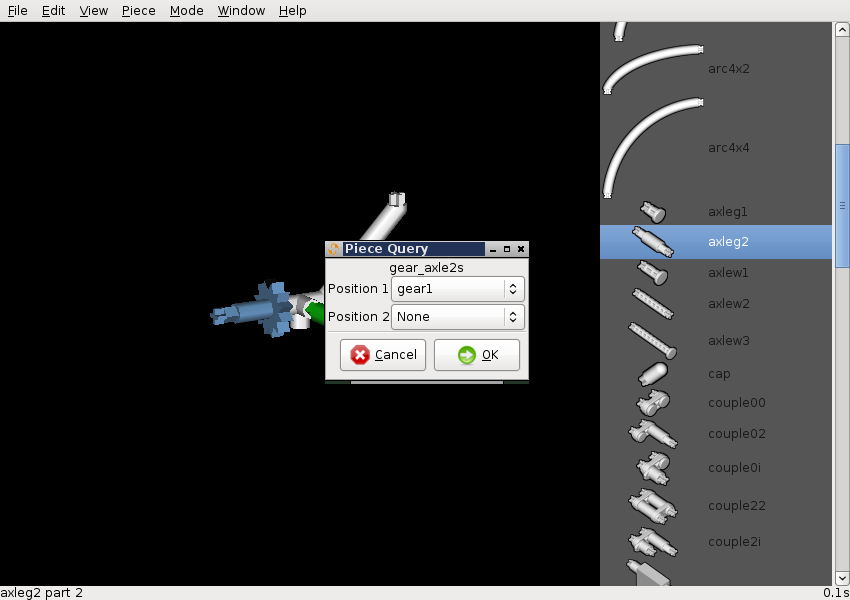 File Edit View Piece Mode Window Help
arc4x2
arc4x4
axleg1
axleg2
axlew1
axlew2
axlew3
cap
couple00
couple02
couple0i
couple22
couple2i
Piece Query
gear_axle2s
Position 1 gear1
Position 2 None
Cancel OK
axleg2 part 2 0.1s